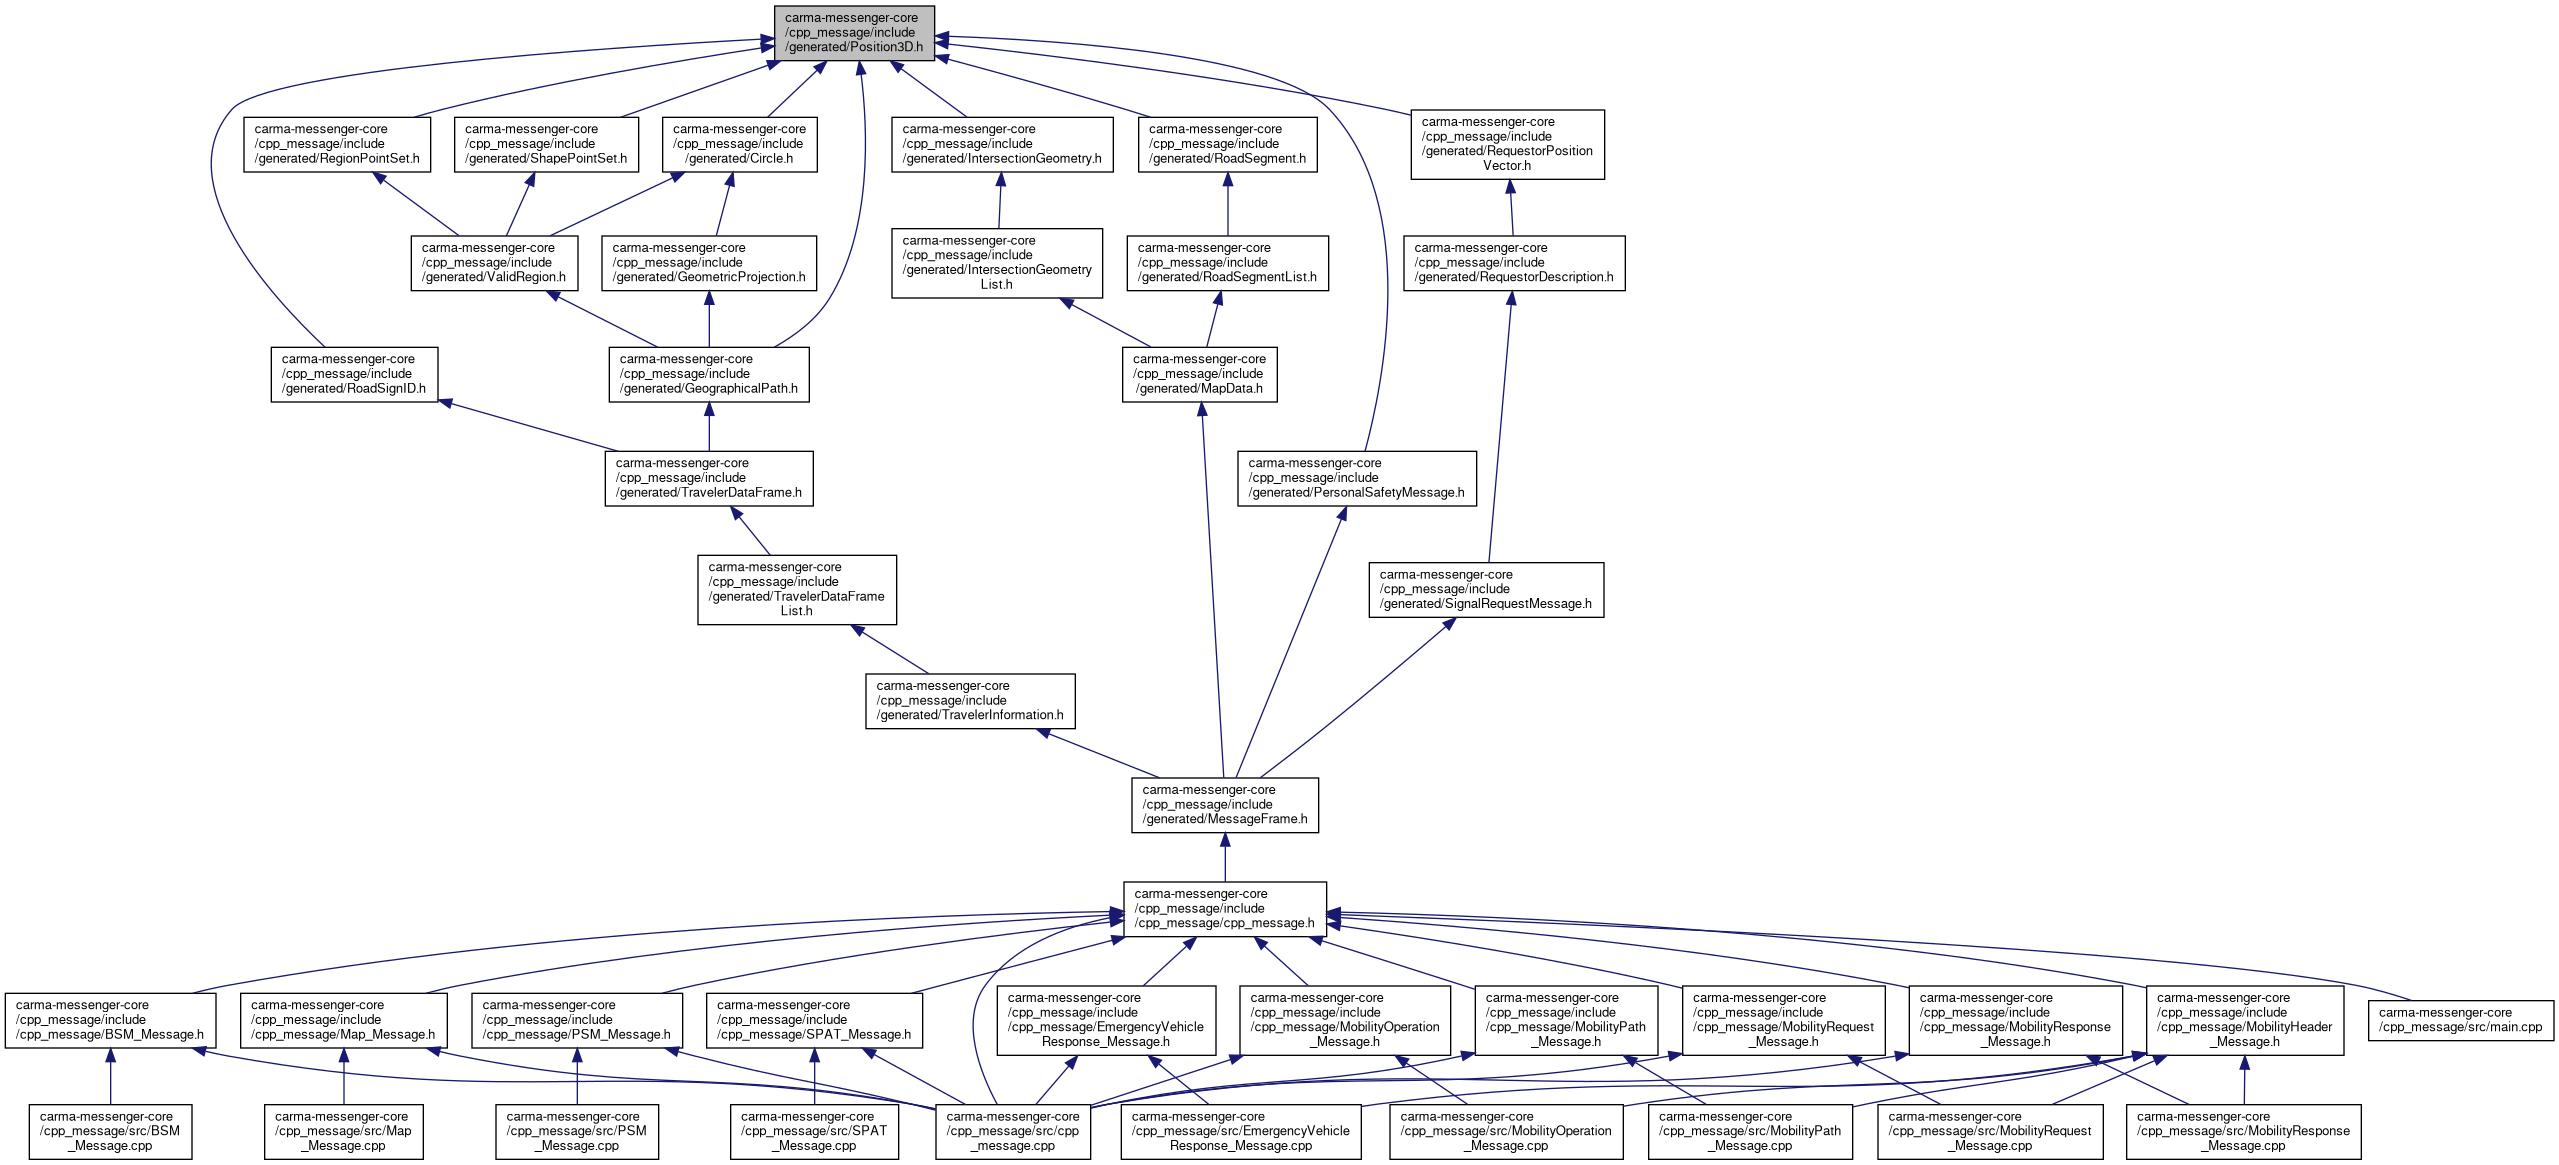 carma-messenger-core
/cpp_message/include
/generated/Position3D.h
carma-messenger-core
/cpp_message/include
/generated/RegionPointSet.h
carma-messenger-core
/cpp_message/include
/generated/ShapePointSet.h
carma-messenger-core
/cpp_message/include
/generated/Circle.h
carma-messenger-core
/cpp_message/include
/generated/IntersectionGeometry.h
carma-messenger-core
/cpp_message/include
/generated/RoadSegment.h
carma-messenger-core
/cpp_message/include
/generated/RequestorPosition
Vector.h
carma-messenger-core
/cpp_message/include
/generated/ValidRegion.h
carma-messenger-core
/cpp_message/include
/generated/GeometricProjection.h
carma-messenger-core
/cpp_message/include
/generated/IntersectionGeometry
List.h
carma-messenger-core
/cpp_message/include
/generated/RoadSegmentList.h
carma-messenger-core
/cpp_message/include
/generated/RequestorDescription.h
carma-messenger-core
/cpp_message/include
/generated/RoadSignID.h
carma-messenger-core
/cpp_message/include
/generated/GeographicalPath.h
carma-messenger-core
/cpp_message/include
/generated/MapData.h
carma-messenger-core
/cpp_message/include
/generated/TravelerDataFrame.h
carma-messenger-core
/cpp_message/include
/generated/PersonalSafetyMessage.h
carma-messenger-core
/cpp_message/include
/generated/TravelerDataFrame
List.h
carma-messenger-core
/cpp_message/include
/generated/SignalRequestMessage.h
carma-messenger-core
/cpp_message/include
/generated/TravelerInformation.h
carma-messenger-core
/cpp_message/include
/generated/MessageFrame.h
carma-messenger-core
/cpp_message/include
/cpp_message/cpp_message.h
carma-messenger-core
/cpp_message/include
/cpp_message/BSM_Message.h
carma-messenger-core
/cpp_message/include
/cpp_message/Map_Message.h
carma-messenger-core
/cpp_message/include
/cpp_message/PSM_Message.h
carma-messenger-core
/cpp_message/include
/cpp_message/SPAT_Message.h
carma-messenger-core
/cpp_message/include
/cpp_message/EmergencyVehicle
Response_Message.h
carma-messenger-core
/cpp_message/include
/cpp_message/MobilityOperation
_Message.h
carma-messenger-core
/cpp_message/include
/cpp_message/MobilityPath
_Message.h
carma-messenger-core
/cpp_message/include
/cpp_message/MobilityRequest
_Message.h
carma-messenger-core
/cpp_message/include
/cpp_message/MobilityResponse
_Message.h
carma-messenger-core
/cpp_message/include
/cpp_message/MobilityHeader
_Message.h
carma-messenger-core
/cpp_message/src/main.cpp
carma-messenger-core
/cpp_message/src/BSM
_Message.cpp
carma-messenger-core
/cpp_message/src/Map
_Message.cpp
carma-messenger-core
/cpp_message/src/PSM
_Message.cpp
carma-messenger-core
/cpp_message/src/SPAT
_Message.cpp
carma-messenger-core
/cpp_message/src/cpp
_message.cpp
carma-messenger-core
/cpp_message/src/EmergencyVehicle
Response_Message.cpp
carma-messenger-core
/cpp_message/src/MobilityOperation
_Message.cpp
carma-messenger-core
/cpp_message/src/MobilityPath
_Message.cpp
carma-messenger-core
/cpp_message/src/MobilityRequest
_Message.cpp
carma-messenger-core
/cpp_message/src/MobilityResponse
_Message.cpp